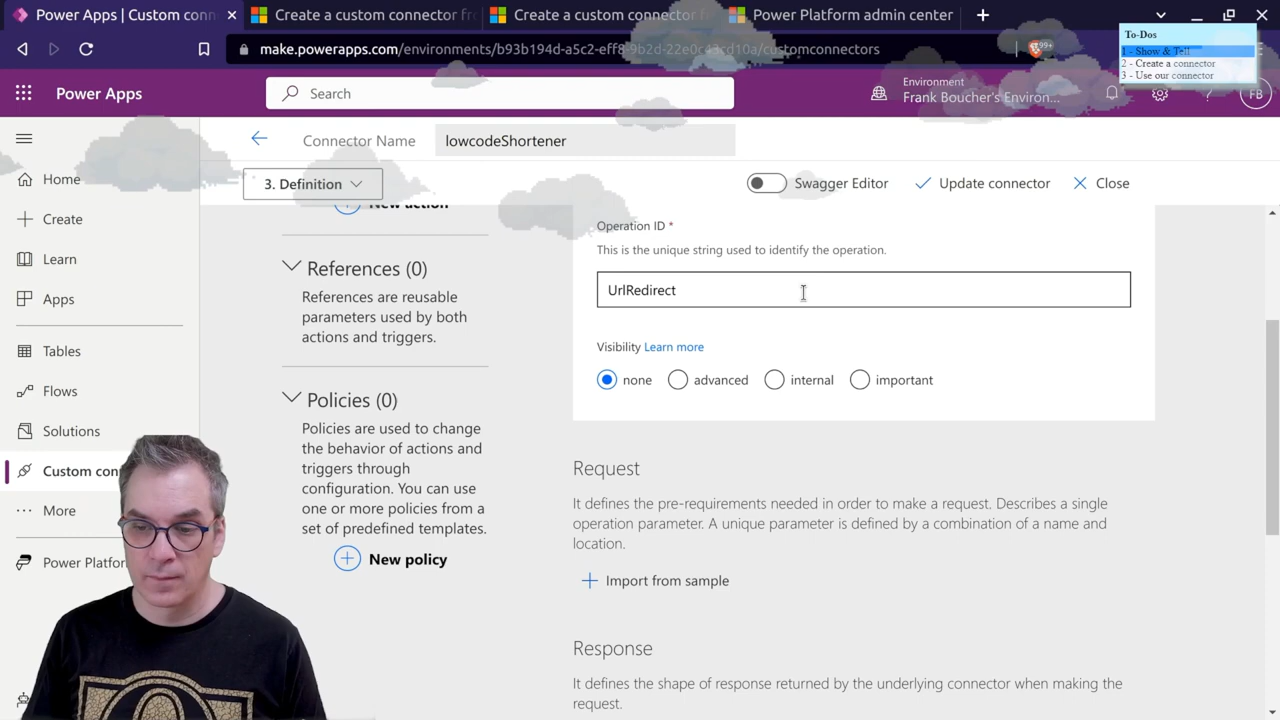 Power Apps | Custom conn
Create a custom connector fr
Create a custom connector f
Power Platform admin center
make.powerapps.com/environments/b93b194d-a5c2-eff8-9b2d-22e0c43cd10a/customconnectors
99+
To-Dos
1 - Show & Tell
2 - Create a connector
3 - Use our connector
Power Apps
Search
Environment
Frank Boucher's Environ...
FB
Connector Name
lowcodeShortener
3. Definition
Swagger Editor
Update connector
Close
Home
Create
Learn
Apps
Tables
Flows
Solutions
Custom con
More
Power Platfor
New action
References (0)
References are reusable
parameters used by both
actions and triggers.
Policies (0)
Policies are used to change
the behavior of actions and
triggers through
configuration. You can use
one or more policies from a
set of predefined templates.
New policy
Operation ID *
This is the unique string used to identify the operation.
UrlRedirect
Visibility Learn more
none
advanced
internal
important
Request
It defines the pre-requirements needed in order to make a request. Describes a single
operation parameter. A unique parameter is defined by a combination of a name and
location.
Import from sample
Response
It defines the shape of response returned by the underlying connector when making the
request.